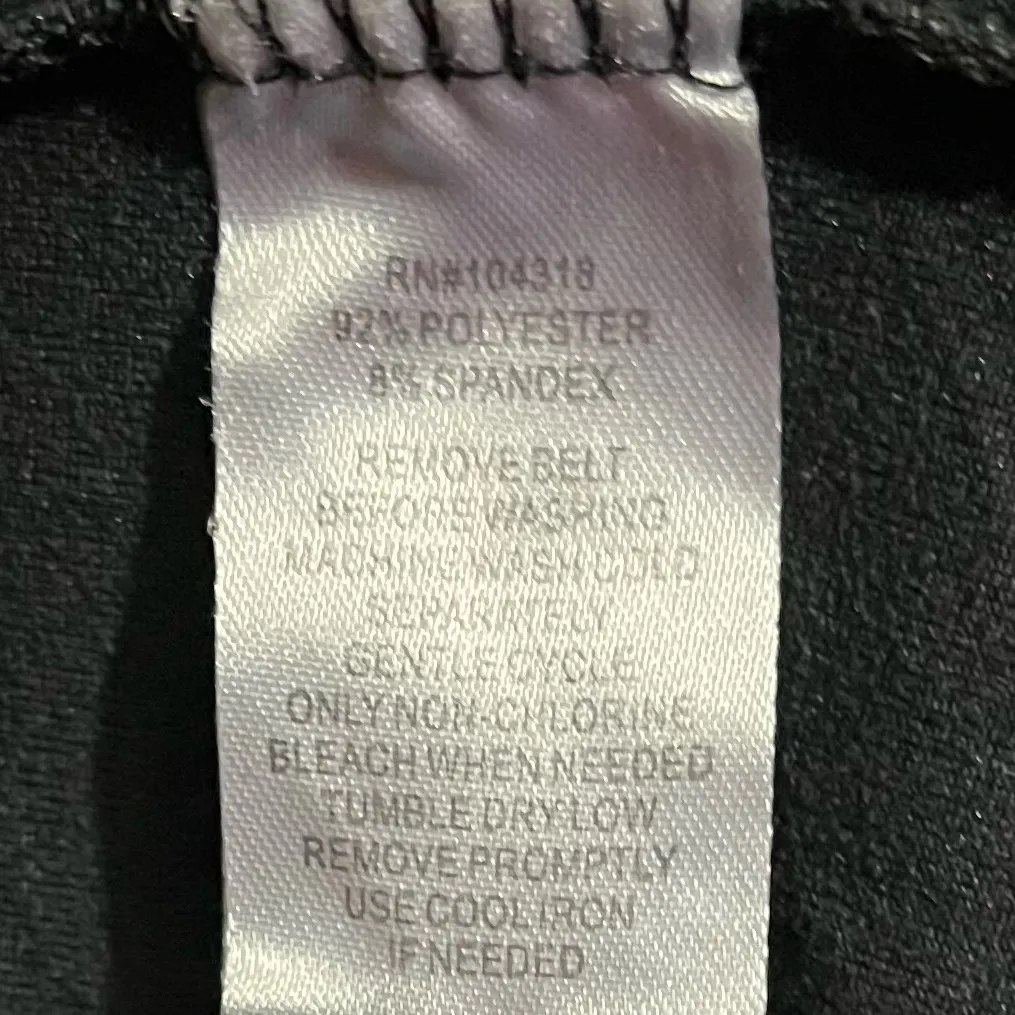 RN#104318
92% POLYESTER
8% SPANDEX
REMOVE BELT
BEFORE WASHING
MACHINE WASH COLD
SEPARATELY
GENTLE CYCLE
ONLY NON-CHLORINE
BLEACH WHEN NEEDED
TUMBLE DRY LOW
REMOVE PROMPTLY
USE COOL IRON
IF NEEDED